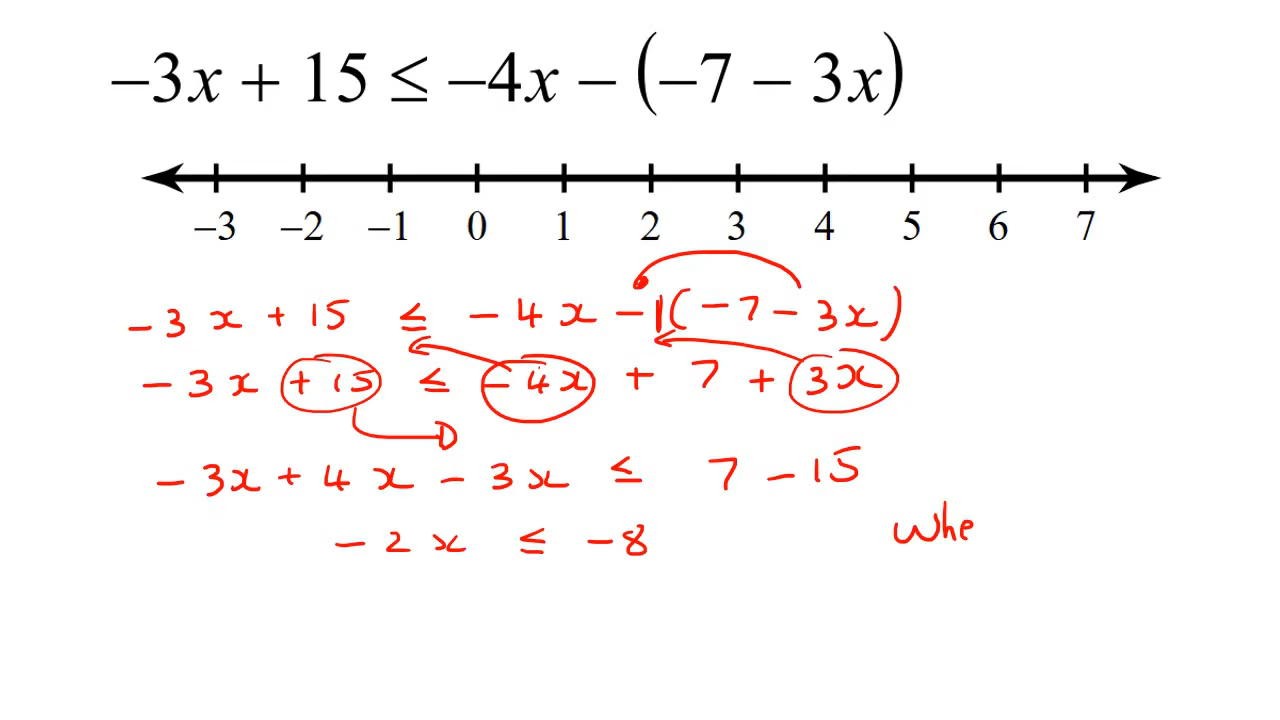 −3x + 15 ≤ −4x − (−7 − 3x)
−3 −2 −1 0 1 2 3 4 5 6 7
−3x + 15 ≤ −4x − 1(−7 − 3x)
−3x + 15 ≤ −4x + 7 + 3x
−3x + 4x − 3x ≤ 7 − 15
−2x ≤ −8
Whe